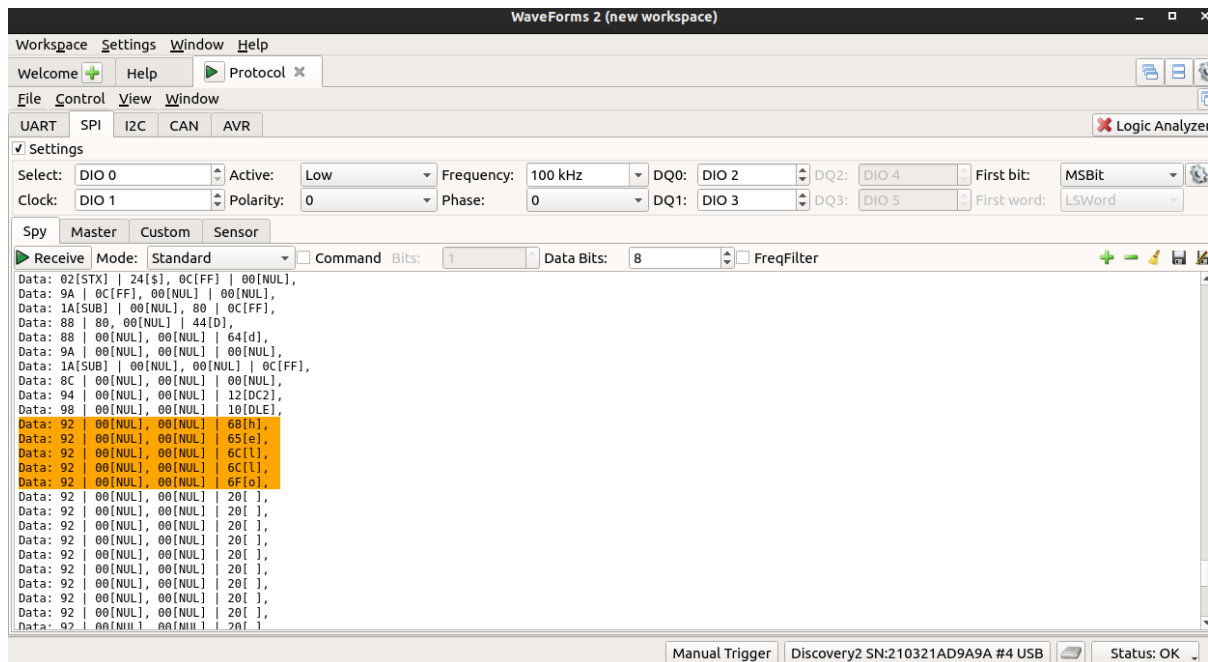 WaveForms 2 (new workspace)
Workspace Settings Window Help
Welcome Help Protocol
File Control View Window
UART SPI I2C CAN AVR Logic Analyzer
Settings
Select: DIO 0 Active: Low Frequency: 100 kHz DQ0: DIO 2 DQ2: DIO 4 First bit: MSBit
Clock: DIO 1 Polarity: 0 Phase: 0 DQ1: DIO 3 DQ3: DIO 5 First word: LSWord
Spy Master Custom Sensor
Receive Mode: Standard Command Bits: 1 Data Bits: 8 FreqFilter
Data: 02[STX] | 24[$], 0C[FF] | 00[NUL],
Data: 9A | 0C[FF], 00[NUL] | 00[NUL],
Data: 1A[SUB] | 00[NUL], 80 | 0C[FF],
Data: 88 | 80, 00[NUL] | 44[D],
Data: 88 | 00[NUL], 00[NUL] | 64[d],
Data: 9A | 00[NUL], 00[NUL] | 00[NUL],
Data: 1A[SUB] | 00[NUL], 00[NUL] | 0C[FF],
Data: 8C | 00[NUL], 00[NUL] | 00[NUL],
Data: 94 | 00[NUL], 00[NUL] | 12[DC2],
Data: 98 | 00[NUL], 00[NUL] | 10[DLE],
Data: 92 | 00[NUL], 00[NUL] | 68[h],
Data: 92 | 00[NUL], 00[NUL] | 65[e],
Data: 92 | 00[NUL], 00[NUL] | 6C[l],
Data: 92 | 00[NUL], 00[NUL] | 6C[l],
Data: 92 | 00[NUL], 00[NUL] | 6F[o],
Data: 92 | 00[NUL], 00[NUL] | 20[ ],
Data: 92 | 00[NUL], 00[NUL] | 20[ ],
Data: 92 | 00[NUL], 00[NUL] | 20[ ],
Data: 92 | 00[NUL], 00[NUL] | 20[ ],
Data: 92 | 00[NUL], 00[NUL] | 20[ ],
Data: 92 | 00[NUL], 00[NUL] | 20[ ],
Data: 92 | 00[NUL], 00[NUL] | 20[ ],
Data: 92 | 00[NUL], 00[NUL] | 20[ ],
Data: 92 | 00[NUL], 00[NUL] | 20[ ],
Data: 92 | 00[NUL], 00[NUL] | 20[ ]
Manual Trigger Discovery2 SN:210321AD9A9A #4 USB Status: OK